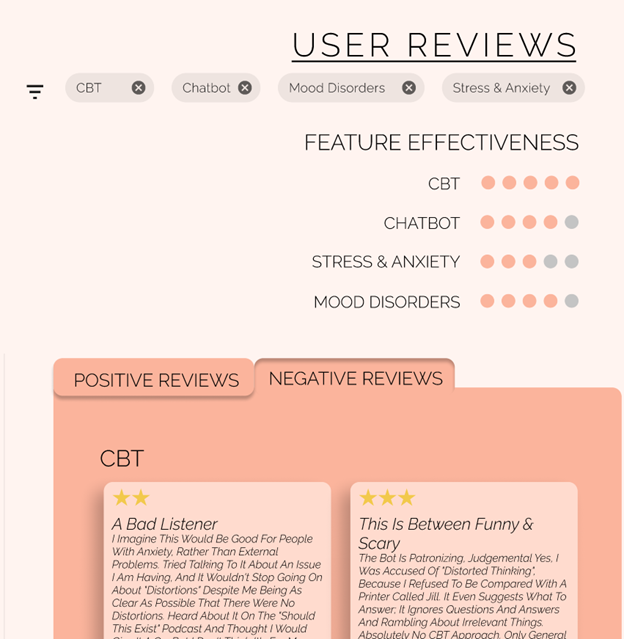 USER REVIEWS
CBT
Chatbot
Mood Disorders
Stress & Anxiety
FEATURE EFFECTIVENESS
CBT
CHATBOT
STRESS & ANXIETY
MOOD DISORDERS
POSITIVE REVIEWS
NEGATIVE REVIEWS
CBT
A Bad Listener
I Imagine This Would Be Good For People
With Anxiety, Rather Than External
Problems. Tried Talking To It About An Issue
I Am Having, And It Wouldn't Stop Going On
About "Distortions" Despite Me Being As
Clear As Possible That There Were No
Distortions. Heard About It On The "Should
This Exist" Podcast And Thought I Would
This Is Between Funny &
Scary
The Bot Is Patronizing, Judgemental Yes, I
Was Accused Of "Distorted Thinking",
Because I Refused To Be Compared With A
Printer Called Jill. It Even Suggests What To
Answer; It Ignores Questions And Answers
And Rambling About Irrelevant Things.
Absolutely No CBT Approach. Only General